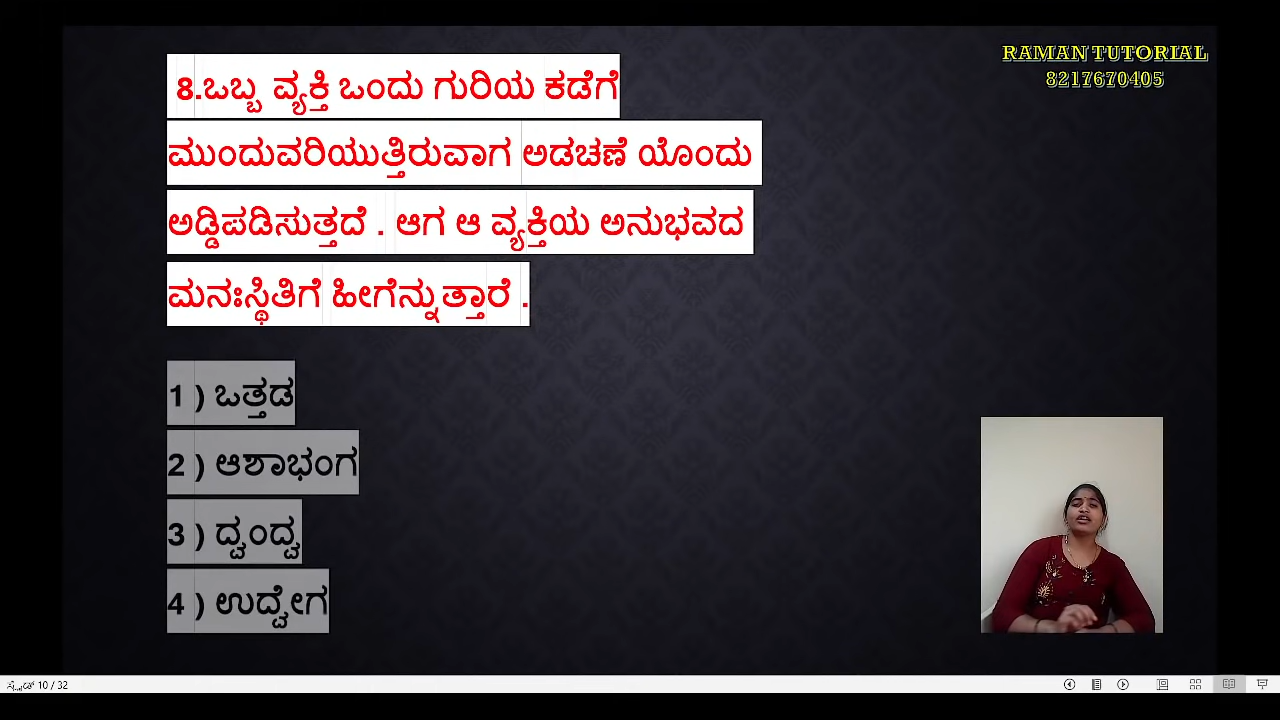 RAMAN TUTORIAL
8217670405
8.ಒಬ್ಬ ವ್ಯಕ್ತಿ ಒಂದು ಗುರಿಯ ಕಡೆಗೆ
ಮುಂದುವರಿಯುತ್ತಿರುವಾಗ ಅಡಚಣೆ ಯೊಂದು
ಅಡ್ಡಿಪಡಿಸುತ್ತದೆ . ಆಗ ಆ ವ್ಯಕ್ತಿಯ ಅನುಭವದ
ಮನಃಸ್ಥಿತಿಗೆ ಹೀಗೆನ್ನುತ್ತಾರೆ .
1 ) ಒತ್ತಡ
2 ) ಆಶಾಭಂಗ
3 ) ದ್ವಂದ್ವ
4 ) ಉದ್ವೇಗ
ಸ್ಲೈಡ್ 10 / 32